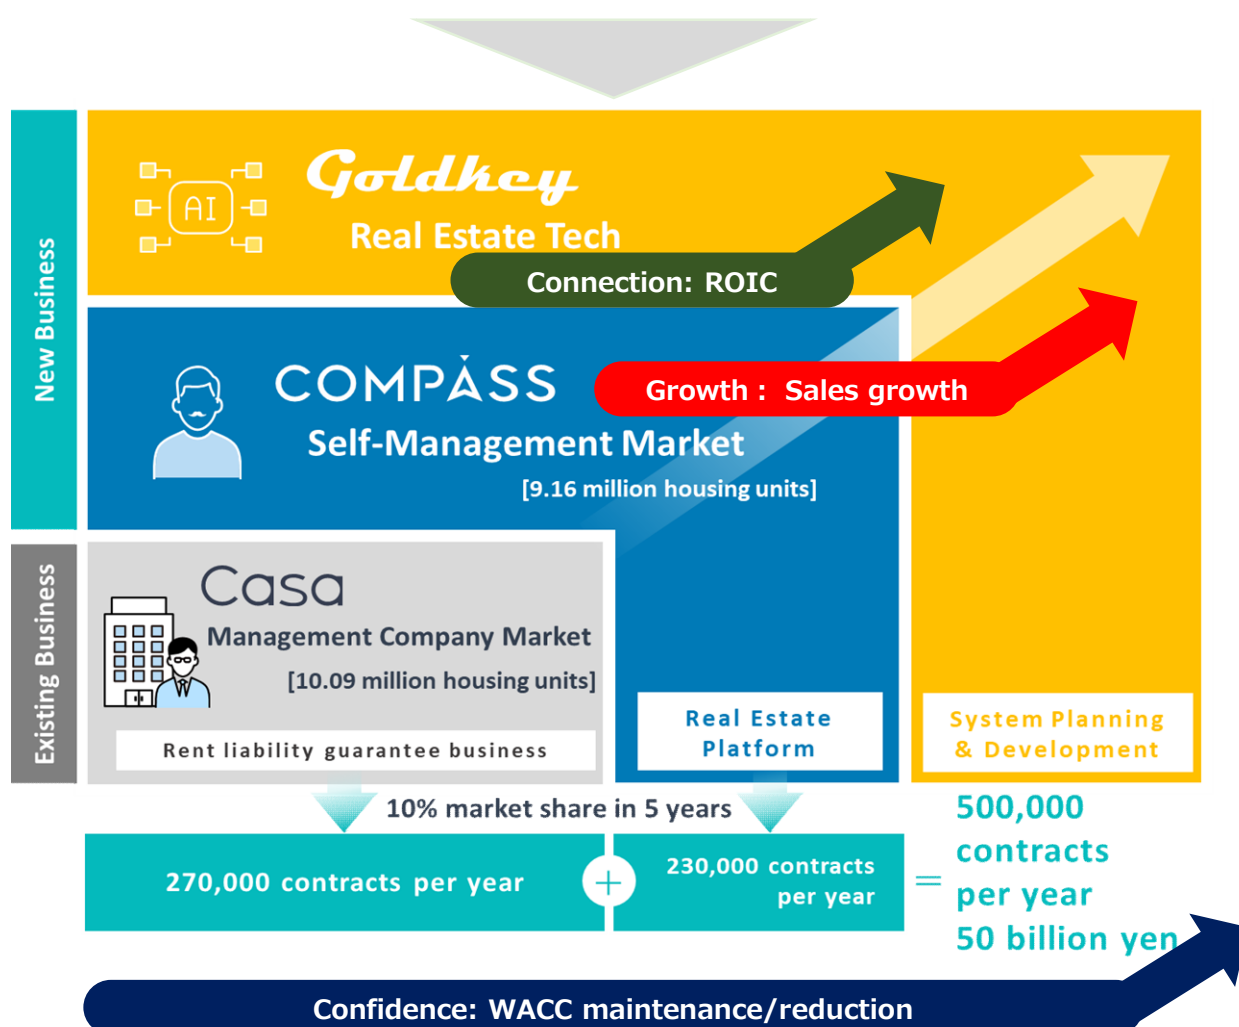 New Business
AI
Goldkey
Real Estate Tech
Connection: ROIC
COMPASS
Growth : Sales growth
Self-Management Market
[9.16 million housing units]
Existing Business
Casa
Management Company Market
[10.09 million housing units]
Rent liability guarantee business
Real Estate
Platform
System Planning
& Development
10% market share in 5 years
270,000 contracts per year
+
230,000 contracts
per year
=
500,000
contracts
per year
50 billion yen
Confidence: WACC maintenance/reduction